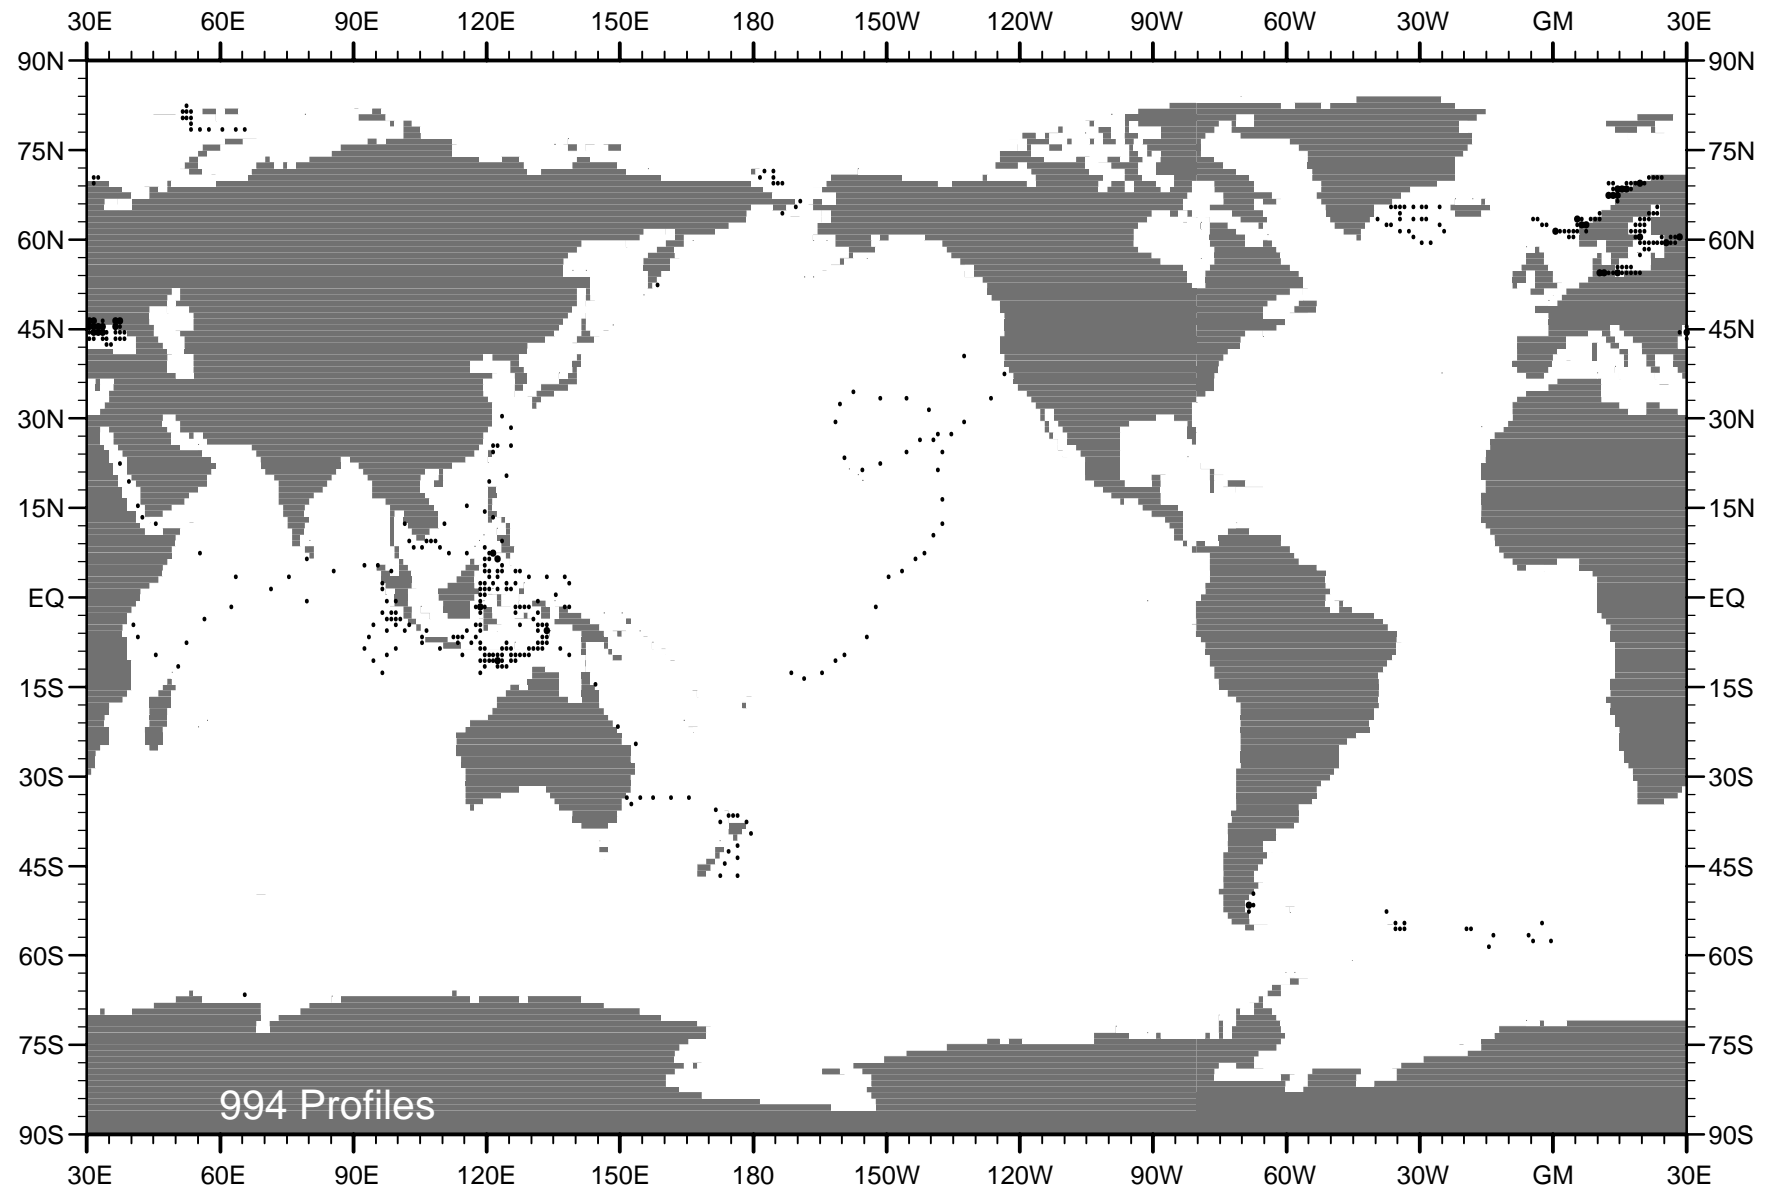 30E 60E 90E 120E 150E 180 150W 120W 90W 60W 30W GM 30E
90N 90N
75N 75N
60N 60N
45N 45N
30N 30N
15N 15N
EQ EQ
15S 15S
30S 30S
45S 45S
60S 60S
75S 75S
994 Profiles
90S 90S
30E 60E 90E 120E 150E 180 150W 120W 90W 60W 30W GM 30E